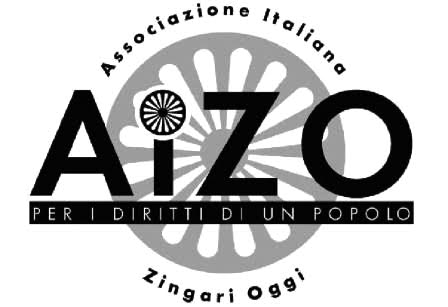 Associazione Italiana
AiZO
PER I DIRITTI DI UN POPOLO
Zingari Oggi